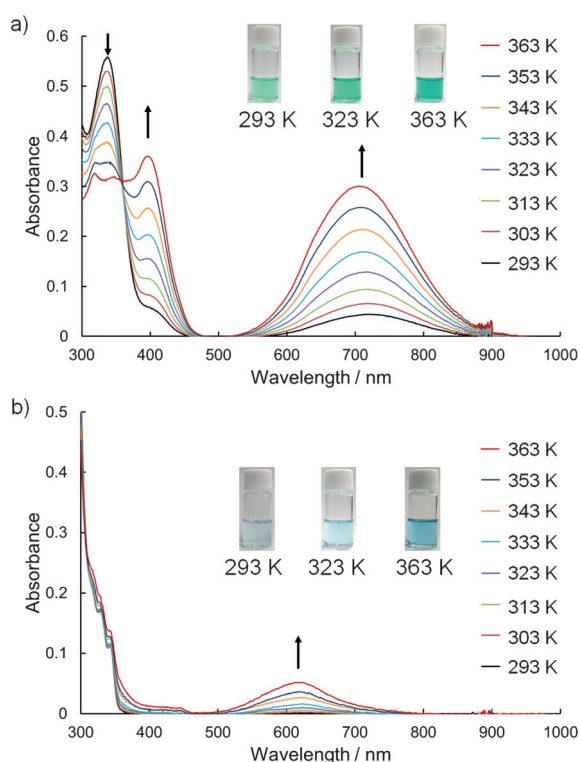 a)
0.6
0.5
0.4
0.3
0.2
0.1
0
Absorbance
293 K 323 K 363 K
363 K
353 K
343 K
333 K
323 K
313 K
303 K
293 K
300 400 500 600 700 800 900 1000
Wavelength / nm
b)
0.5
0.4
0.3
0.2
0.1
0
Absorbance
293 K 323 K 363 K
363 K
353 K
343 K
333 K
323 K
313 K
303 K
293 K
300 400 500 600 700 800 900 1000
Wavelength / nm